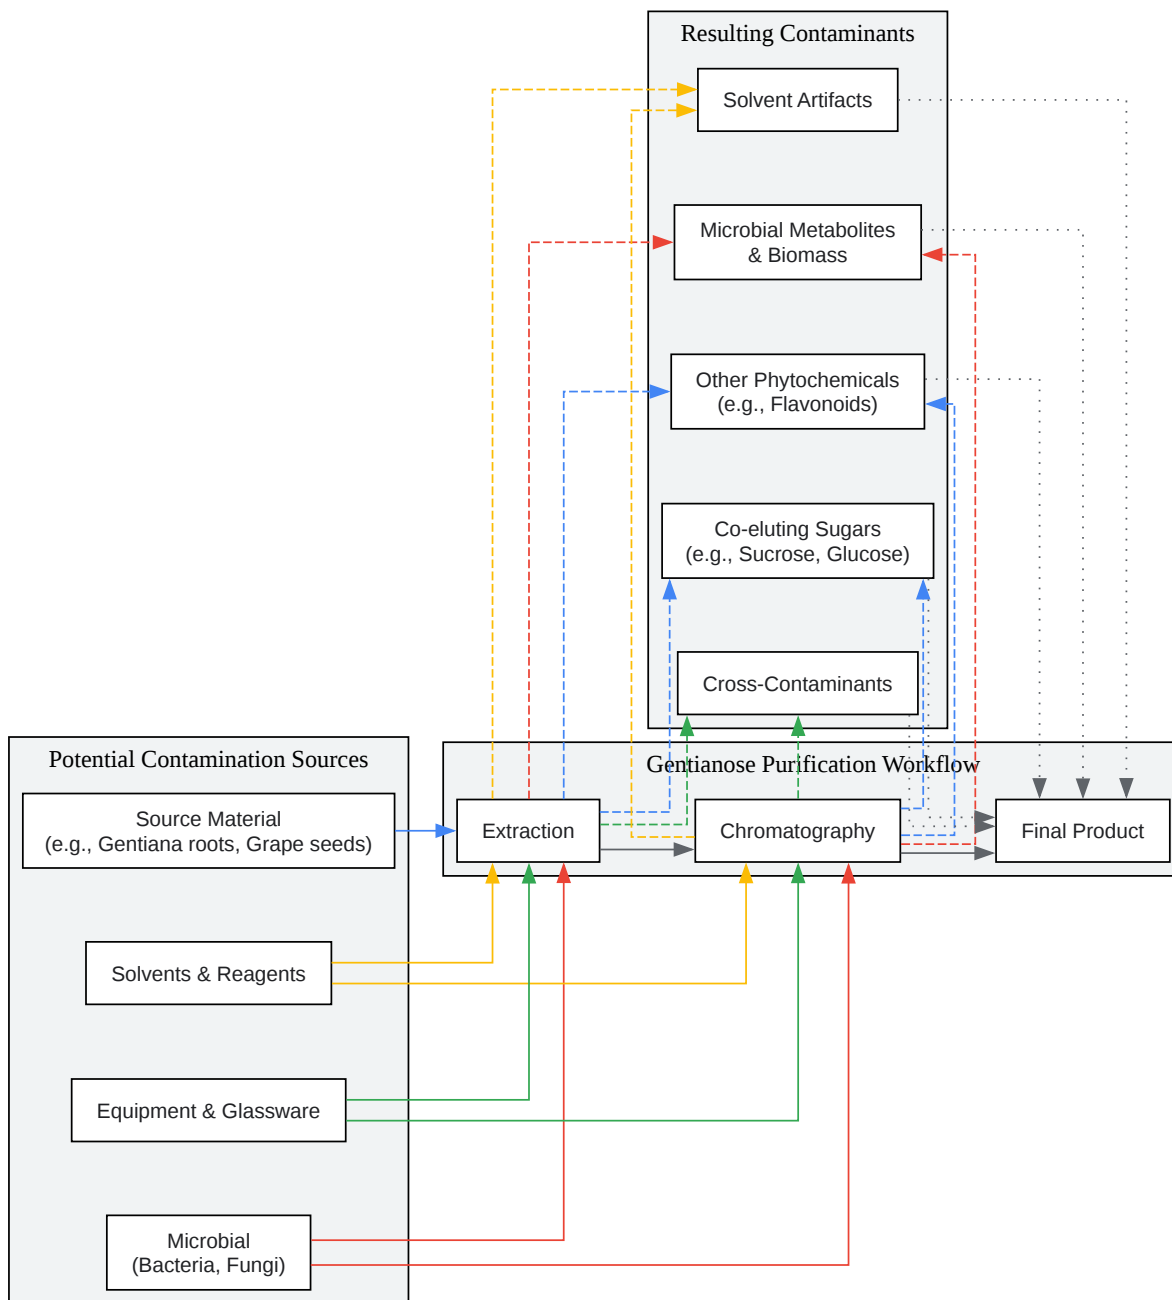 Resulting Contaminants
Solvent Artifacts
Microbial Metabolites
& Biomass
Other Phytochemicals
(e.g., Flavonoids)
Co-eluting Sugars
(e.g., Sucrose, Glucose)
Cross-Contaminants
Potential Contamination Sources
Source Material
(e.g., Gentiana roots, Grape seeds)
Solvents & Reagents
Equipment & Glassware
Microbial
(Bacteria, Fungi)
Gentianose Purification Workflow
Extraction
Chromatography
Final Product